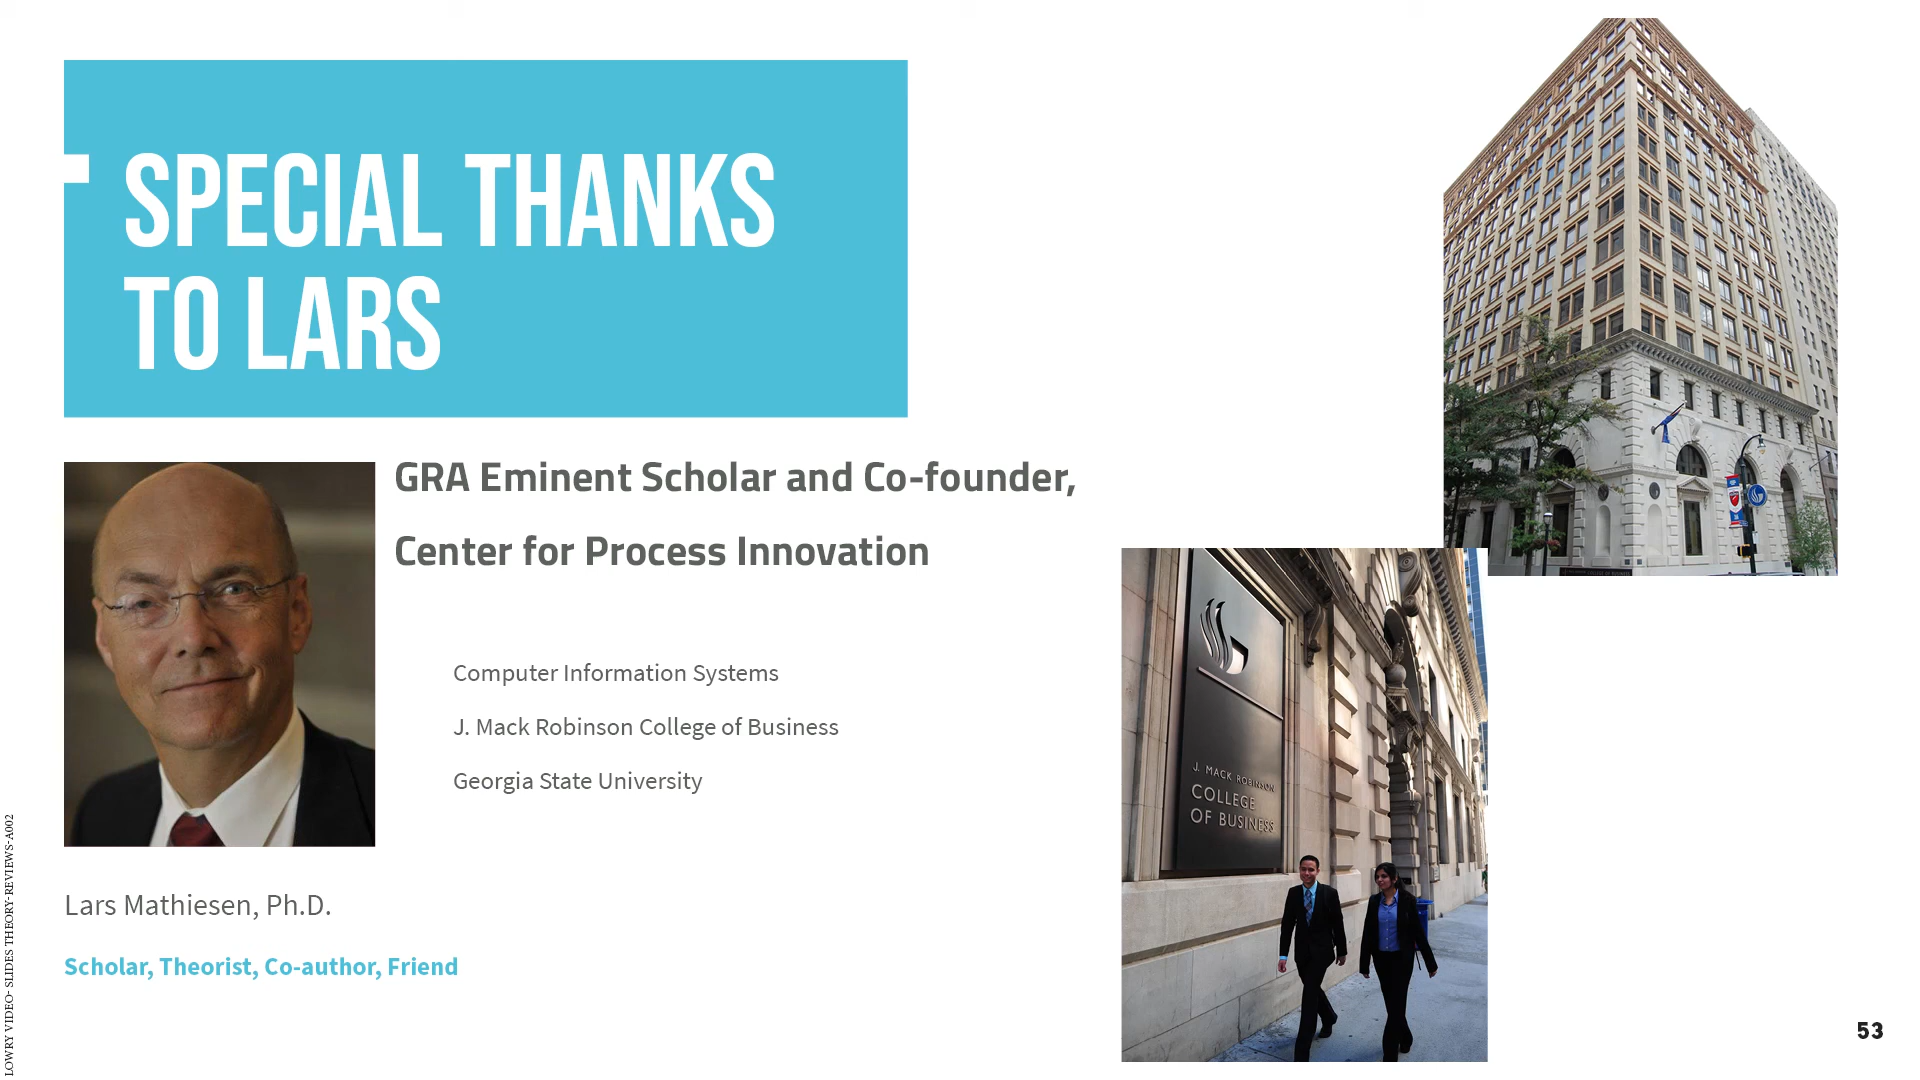 SPECIAL THANKS
TO LARS
GRA Eminent Scholar and Co-founder,
Center for Process Innovation
Computer Information Systems
J. Mack Robinson College of Business
Georgia State University
Lars Mathiesen, Ph.D.
Scholar, Theorist, Co-author, Friend
J. MACK ROBINSON
COLLEGE
OF BUSINESS
LOWRY VIDEO- SLIDES THEORY-REVIEWS-A002
53